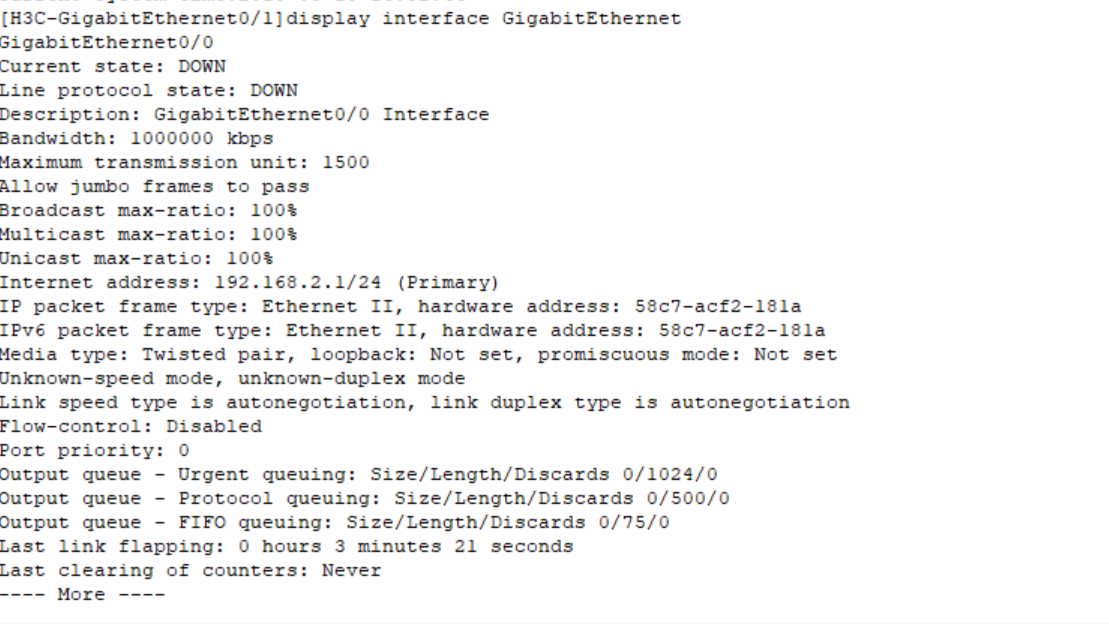 [H3C-GigabitEthernet0/1]display interface GigabitEthernet
GigabitEthernet0/0
Current state: DOWN
Line protocol state: DOWN
Description: GigabitEthernet0/0 Interface
Bandwidth: 1000000 kbps
Maximum transmission unit: 1500
Allow jumbo frames to pass
Broadcast max-ratio: 100%
Multicast max-ratio: 100%
Unicast max-ratio: 100%
Internet address: 192.168.2.1/24 (Primary)
IP packet frame type: Ethernet II, hardware address: 58c7-acf2-181a
IPv6 packet frame type: Ethernet II, hardware address: 58c7-acf2-181a
Media type: Twisted pair, loopback: Not set, promiscuous mode: Not set
Unknown-speed mode, unknown-duplex mode
Link speed type is autonegotiation, link duplex type is autonegotiation
Flow-control: Disabled
Port priority: 0
Output queue - Urgent queuing: Size/Length/Discards 0/1024/0
Output queue - Protocol queuing: Size/Length/Discards 0/500/0
Output queue - FIFO queuing: Size/Length/Discards 0/75/0
Last link flapping: 0 hours 3 minutes 21 seconds
Last clearing of counters: Never
---- More ----